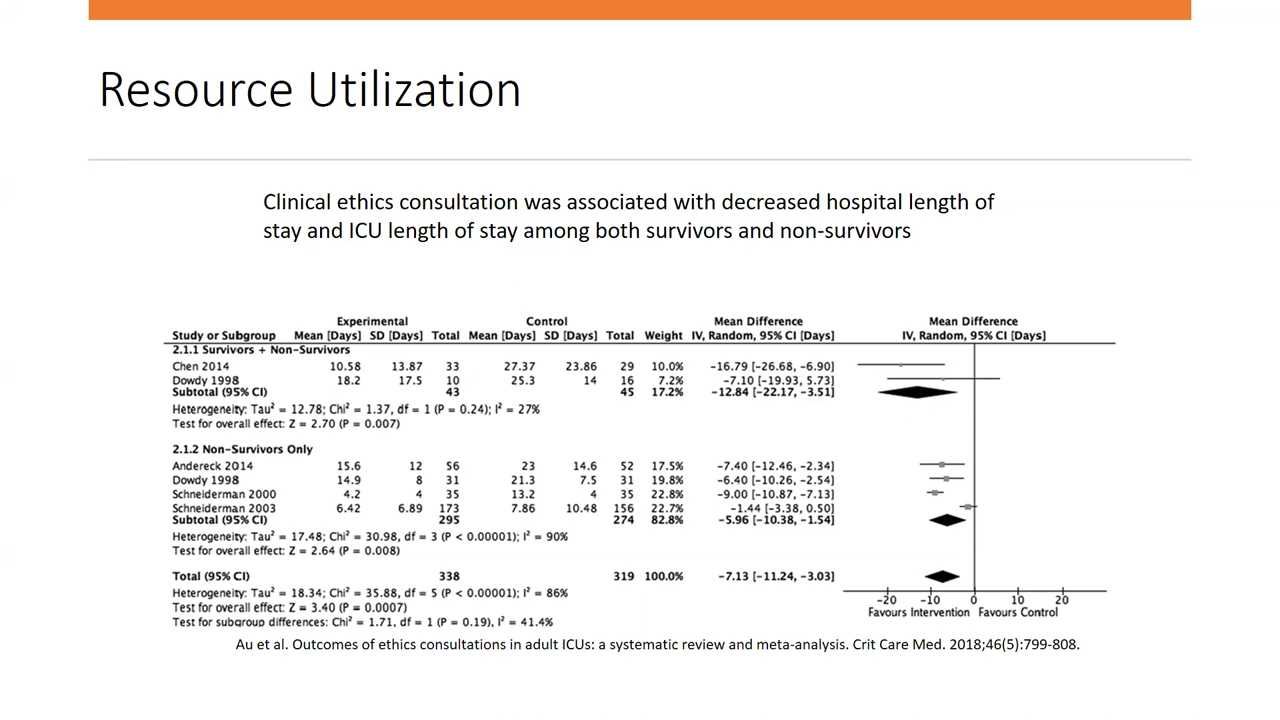 Resource Utilization
Clinical ethics consultation was associated with decreased hospital length of
stay and ICU length of stay among both survivors and non-survivors
Experimental Control Mean Difference Mean Difference
Study or Subgroup Mean [Days] SD [Days] Total Mean [Days] SD [Days] Total Weight IV, Random, 95% CI [Days] IV, Random, 95% CI [Days]
2.1.1 Survivors + Non-Survivors
Chen 2014 10.58 13.87 33 27.37 23.86 29 10.0% -16.79 [-26.68, -6.90]
Dowdy 1998 18.2 17.5 10 25.3 14 16 7.2% -7.10 [-19.93, 5.73]
Subtotal (95% CI) 43 45 17.2% -12.84 [-22.17, -3.51]
Heterogeneity: Tau² = 12.78; Chi² = 1.37, df = 1 (P = 0.24); I² = 27%
Test for overall effect: Z = 2.70 (P = 0.007)
2.1.2 Non-Survivors Only
Andereck 2014 15.6 12 56 23 14.6 52 17.5% -7.40 [-12.46, -2.34]
Dowdy 1998 14.9 8 31 21.3 7.5 31 19.8% -6.40 [-10.26, -2.54]
Schneiderman 2000 4.2 4 35 13.2 4 35 22.8% -9.00 [-10.87, -7.13]
Schneiderman 2003 6.42 6.89 173 7.86 10.48 156 22.7% -1.44 [-3.38, 0.50]
Subtotal (95% CI) 295 274 82.8% -5.96 [-10.38, -1.54]
Heterogeneity: Tau² = 17.48; Chi² = 30.98, df = 3 (P < 0.00001); I² = 90%
Test for overall effect: Z = 2.64 (P = 0.008)
Total (95% CI) 338 319 100.0% -7.13 [-11.24, -3.03]
Heterogeneity: Tau² = 18.34; Chi² = 35.88, df = 5 (P < 0.00001); I² = 86%
Test for overall effect: Z = 3.40 (P = 0.0007)
Test for subgroup differences: Chi² = 1.71, df = 1 (P = 0.19), I² = 41.4%
-20 -10 0 10 20
Favours Intervention Favours Control
Au et al. Outcomes of ethics consultations in adult ICUs: a systematic review and meta-analysis. Crit Care Med. 2018;46(5):799-808.